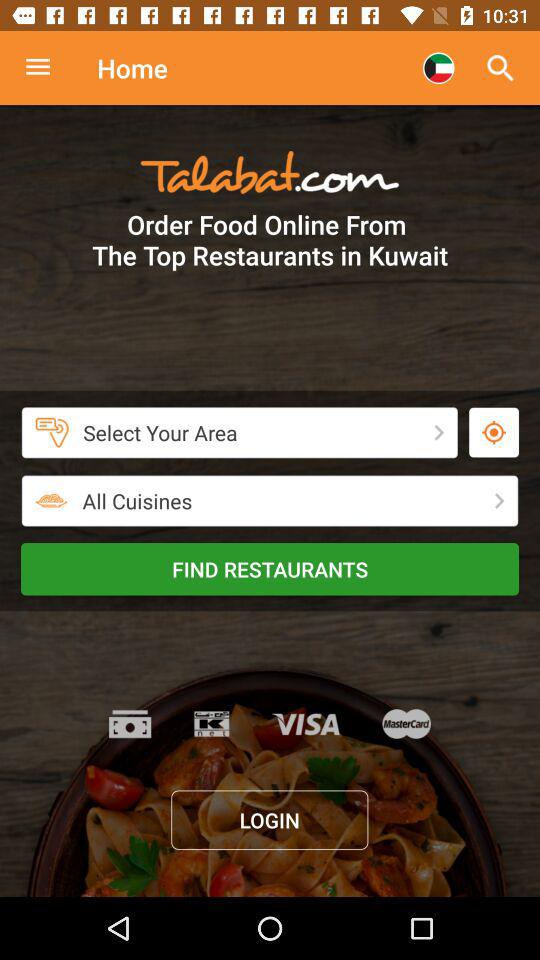 10:31
Home
Talabat.com
Order Food Online From
The Top Restaurants in Kuwait
Select Your Area
All Cuisines
FIND RESTAURANTS
K
net
VISA
MasterCard
LOGIN